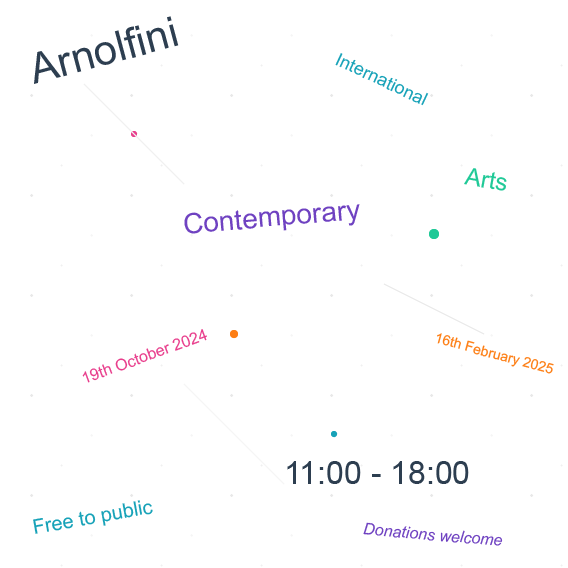 Arnolfini
International
Arts
Contemporary
19th October 2024
16th February 2025
11:00 - 18:00
Free to public
Donations welcome